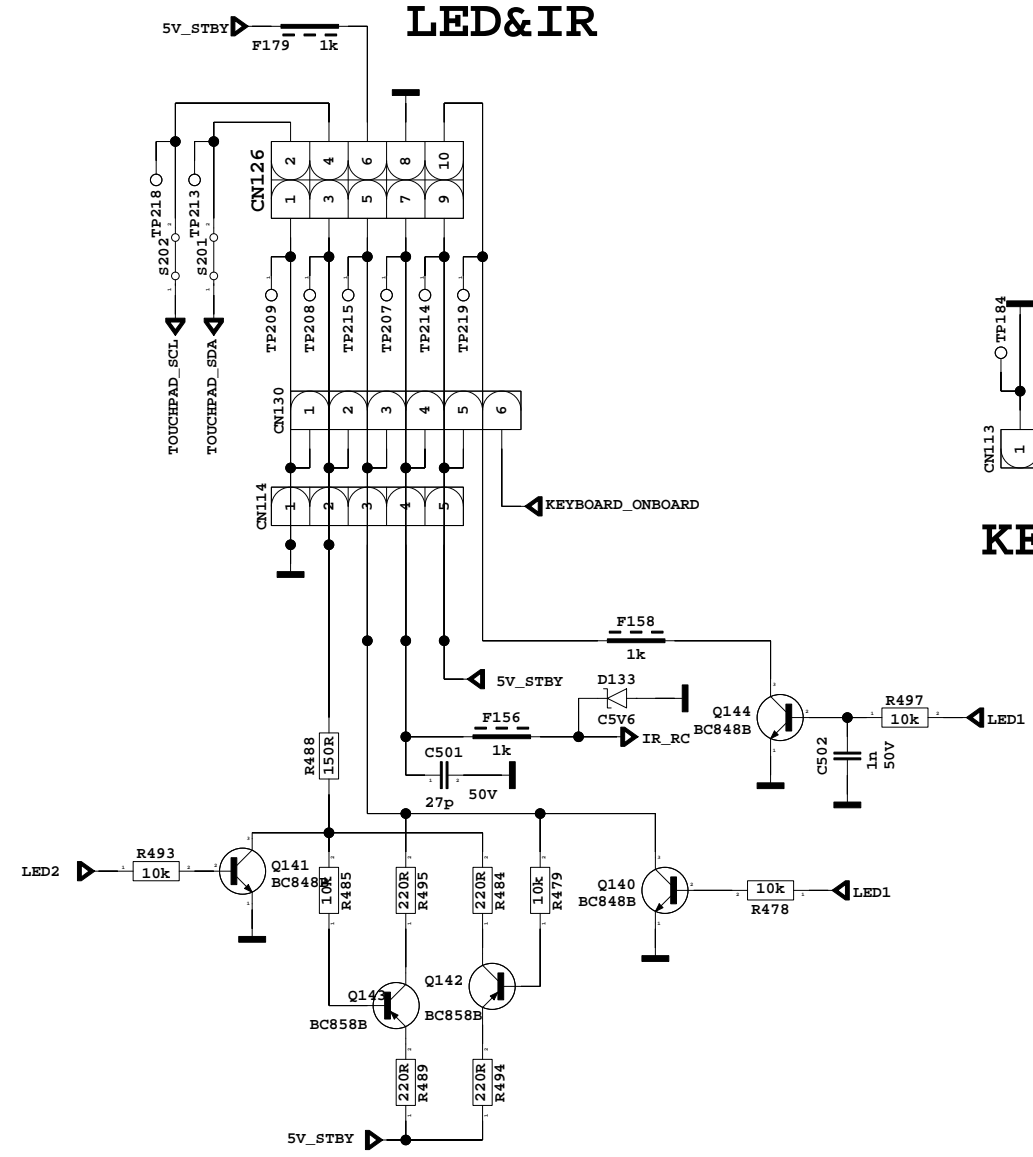 LED&IR
5V_STBY
F179 1k
CN126
2 4 6 8 10
1 3 5 7 9
TP218
TP213
S202
S201
TOUCHPAD_SCL
TOUCHPAD_SDA
TP209
TP208
TP215
TP207
TP214
TP219
TP184
CN130
1 2 3 4 5 6
CN113
1
CN114
1 2 3 4 5
KEYBOARD_ONBOARD
KE
F158
1k
5V_STBY
D133
C5V6
F156
1k
IR_RC
Q144
BC848B
R497
10k
LED1
C502
1n
50V
R488
150R
C501
27p
50V
LED2
R493
10k
Q141
BC848B
10k
R485
220R
R495
220R
R484
10k
R479
Q140
BC848B
10k
R478
LED1
Q143
BC858B
Q142
BC858B
220R
R489
220R
R494
5V_STBY